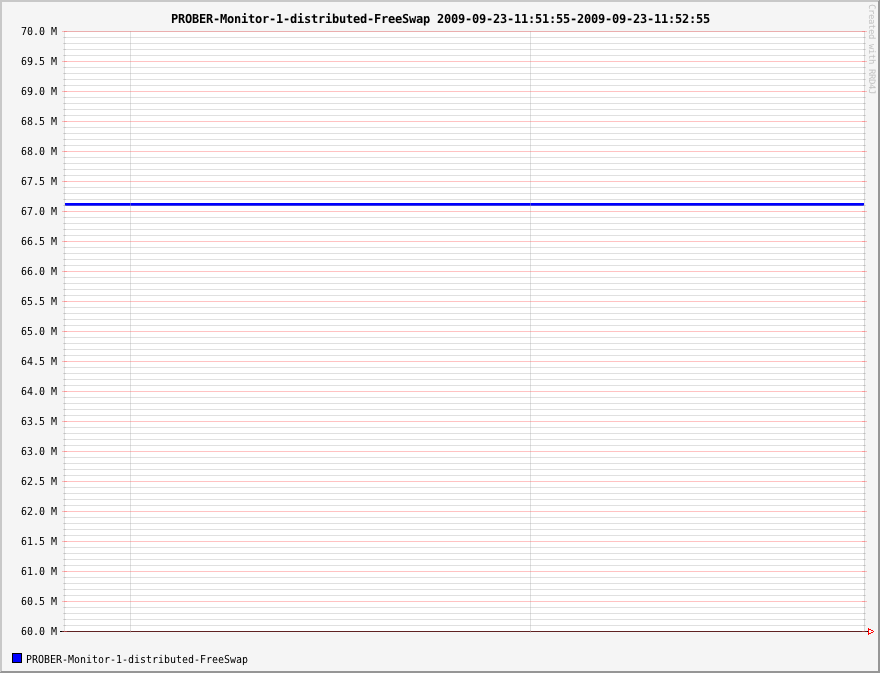 PROBER-Monitor-1-distributed-FreeSwap 2009-09-23-11:51:55-2009-09-23-11:52:55
Created with RRD4J
70.0 M
69.5 M
69.0 M
68.5 M
68.0 M
67.5 M
67.0 M
66.5 M
66.0 M
65.5 M
65.0 M
64.5 M
64.0 M
63.5 M
63.0 M
62.5 M
62.0 M
61.5 M
61.0 M
60.5 M
60.0 M
PROBER-Monitor-1-distributed-FreeSwap